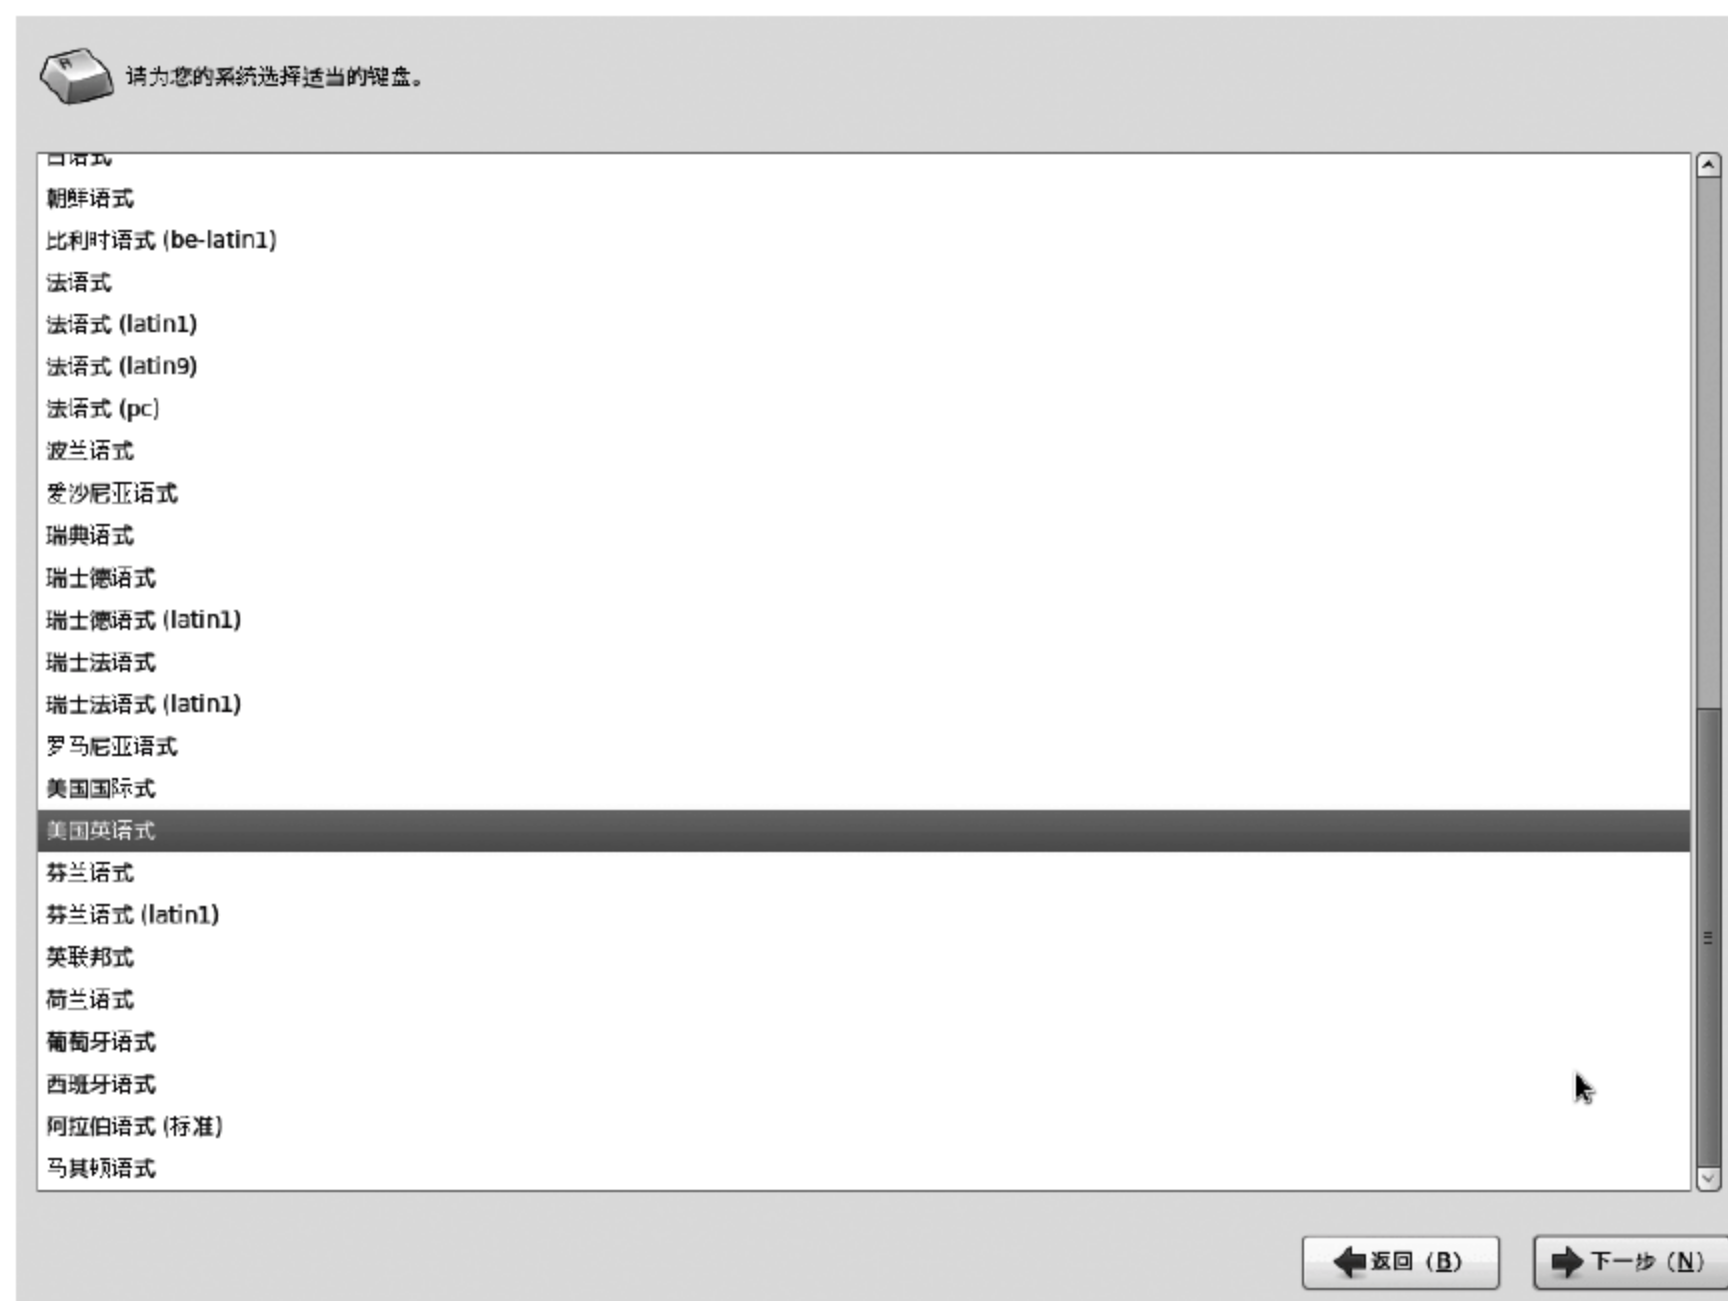 请为您的系统选择适当的键盘。
语式
朝鲜语式
比利时语式 (be-latin1)
法语式
法语式 (latin1)
法语式 (latin9)
法语式 (pc)
波兰语式
爱沙尼亚语式
瑞典语式
瑞士德语式
瑞士德语式 (latin1)
瑞士法语式
瑞士法语式 (latin1)
罗马尼亚语式
美国国际式
美国英语式
芬兰语式
芬兰语式 (latin1)
英联邦式
荷兰语式
葡萄牙语式
西班牙语式
阿拉伯语式 (标准)
马其顿语式
返回 (B)
下一步 (N)